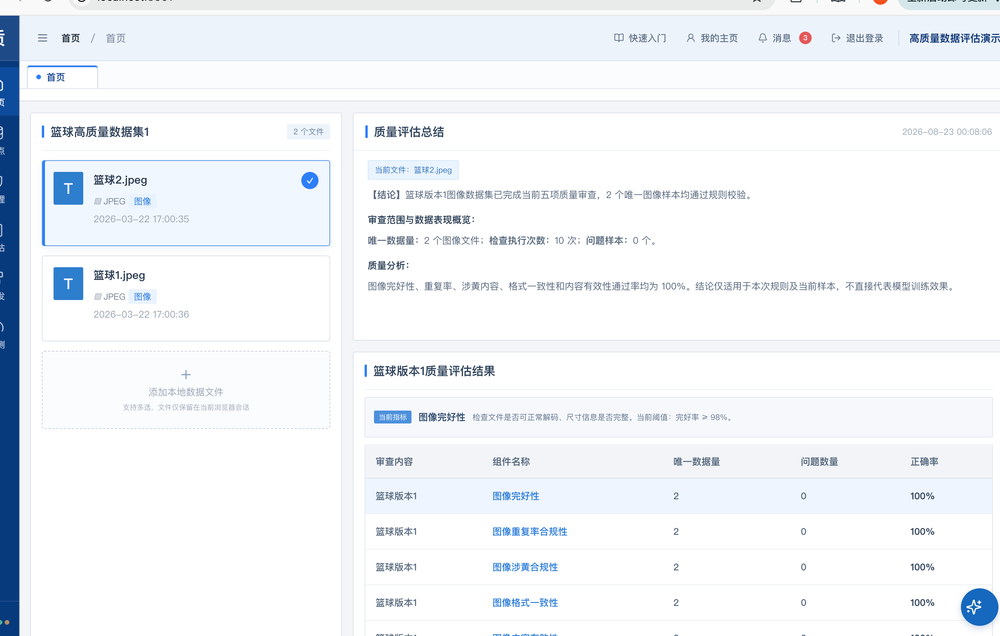 首页 / 首页
快速入门
我的主页
消息 3
退出登录
高质量数据评估演示
首页
篮球高质量数据集1
2 个文件
T
篮球2.jpeg
JPEG 图像
2026-03-22 17:00:35
T
篮球1.jpeg
JPEG 图像
2026-03-22 17:00:36
+
添加本地数据文件
支持多选，文件仅保留在当前浏览器会话
质量评估总结
2026-08-23 00:08:06
当前文件：篮球2.jpeg
【结论】篮球版本1图像数据集已完成当前五项质量审查，2 个唯一图像样本均通过规则校验。
审查范围与数据表现概览：
唯一数据量：2 个图像文件；检查执行次数：10 次；问题样本：0 个。
质量分析：
图像完好性、重复率、涉黄内容、格式一致性和内容有效性通过率均为 100%。结论仅适用于本次规则及当前样本，不直接代表模型训练效果。
篮球版本1质量评估结果
当前指标 图像完好性 检查文件是否可正常解码、尺寸信息是否完整。当前阈值：完好率 ≥ 98%。
审查内容 组件名称 唯一数据量 问题数量 正确率
篮球版本1 图像完好性 2 0 100%
篮球版本1 图像重复率合规性 2 0 100%
篮球版本1 图像涉黄合规性 2 0 100%
篮球版本1 图像格式一致性 2 0 100%